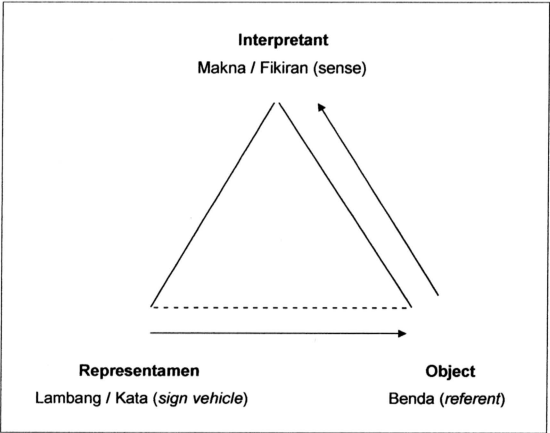 Interpretant
Makna / Fikiran (sense)
Representamen
Lambang / Kata (sign vehicle)
Object
Benda (referent)